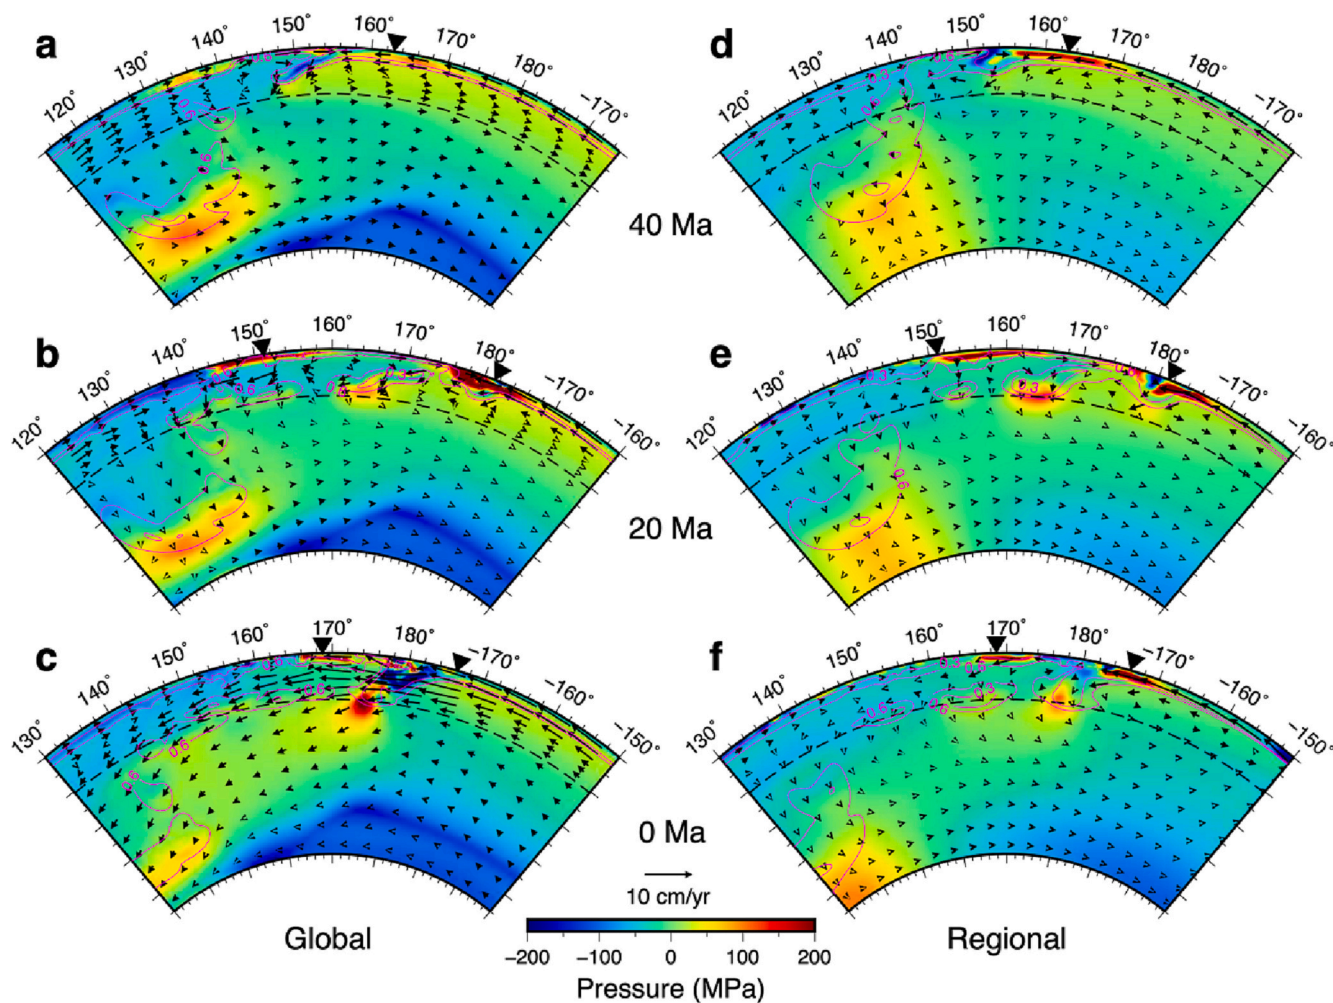 a
120° 130° 140° 150° 160° 170° 180° −170°
d
120° 130° 140° 150° 160° 170° 180° −170°
40 Ma
b
120° 130° 140° 150° 160° 170° 180° −170° −160°
e
120° 130° 140° 150° 160° 170° 180° −170° −160°
20 Ma
c
130° 140° 150° 160° 170° 180° −170° −160° −150°
f
130° 140° 150° 160° 170° 180° −170° −160° −150°
0 Ma
10 cm/yr
Global
Regional
−200 −100 0 100 200
Pressure (MPa)